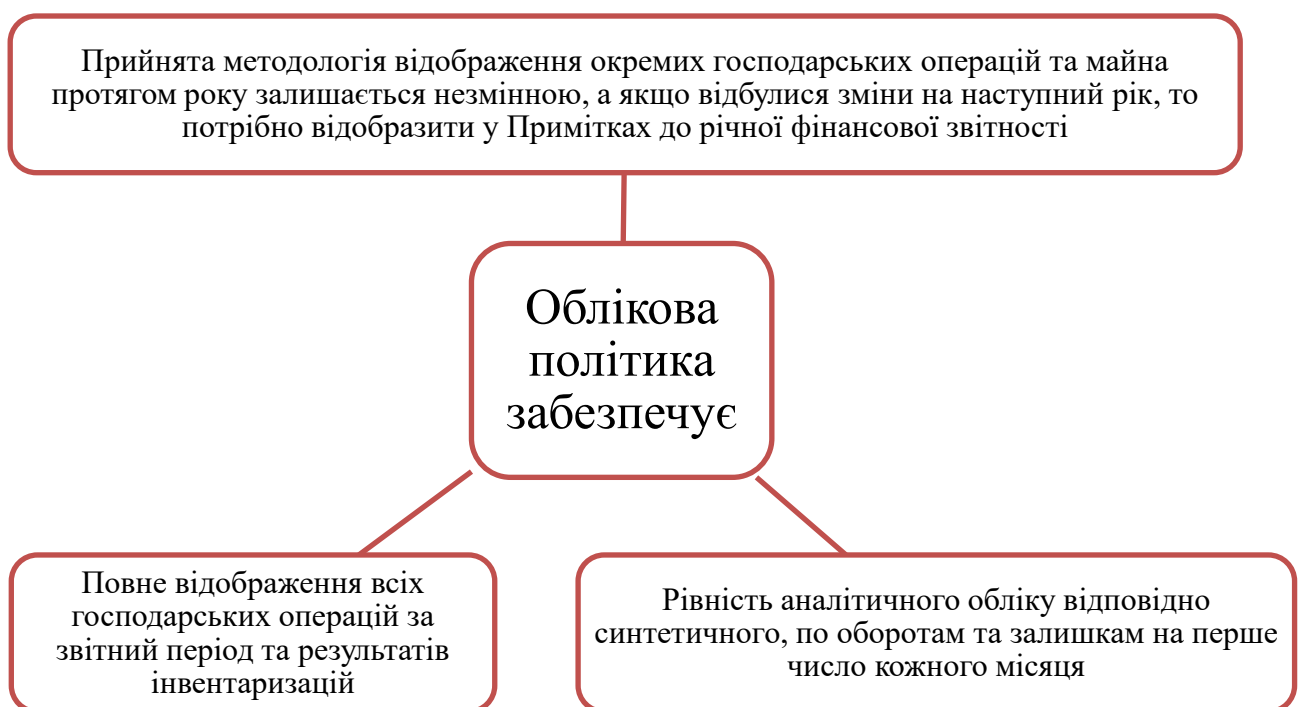 Прийнята методологія відображення окремих господарських операцій та майна
протягом року залишається незмінною, а якщо відбулися зміни на наступний рік, то
потрібно відобразити у Примітках до річної фінансової звітності
Облікова
політика
забезпечує
Повне відображення всіх
господарських операцій за
звітний період та результатів
інвентаризацій
Рівність аналітичного обліку відповідно
синтетичного, по оборотам та залишкам на перше
число кожного місяця